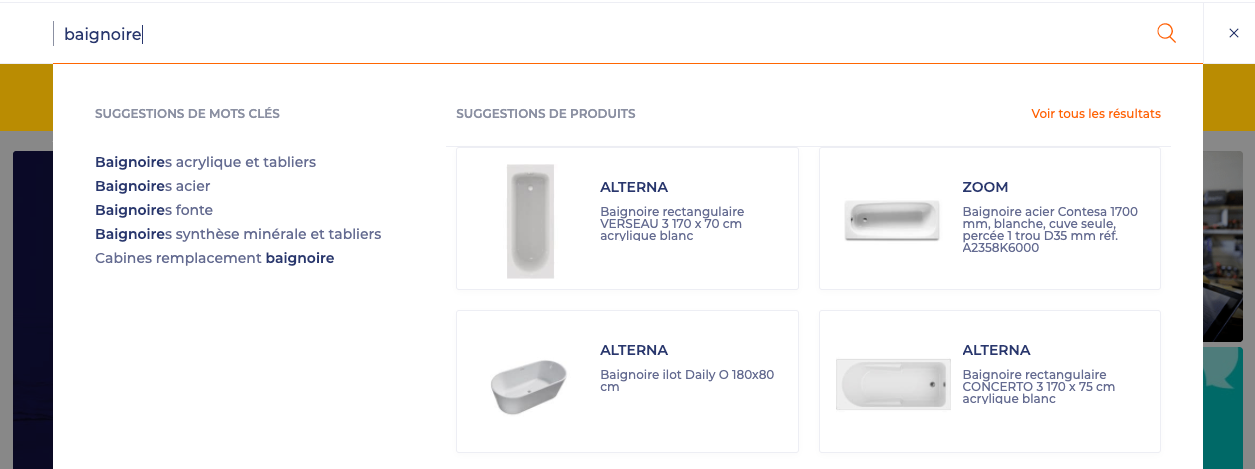 baignoire
SUGGESTIONS DE MOTS CLÉS
Baignoires acrylique et tabliers
Baignoires acier
Baignoires fonte
Baignoires synthèse minérale et tabliers
Cabines remplacement baignoire
SUGGESTIONS DE PRODUITS
Voir tous les résultats
ALTERNA
Baignoire rectangulaire
VERSEAU 3 170 x 70 cm
acrylique blanc
ZOOM
Baignoire acier Contesa 1700
mm, blanche, cuve seule,
percée 1 trou D35 mm réf.
A2358K6000
ALTERNA
Baignoire ilot Daily O 180x80
cm
ALTERNA
Baignoire rectangulaire
CONCERTO 3 170 x 75 cm
acrylique blanc